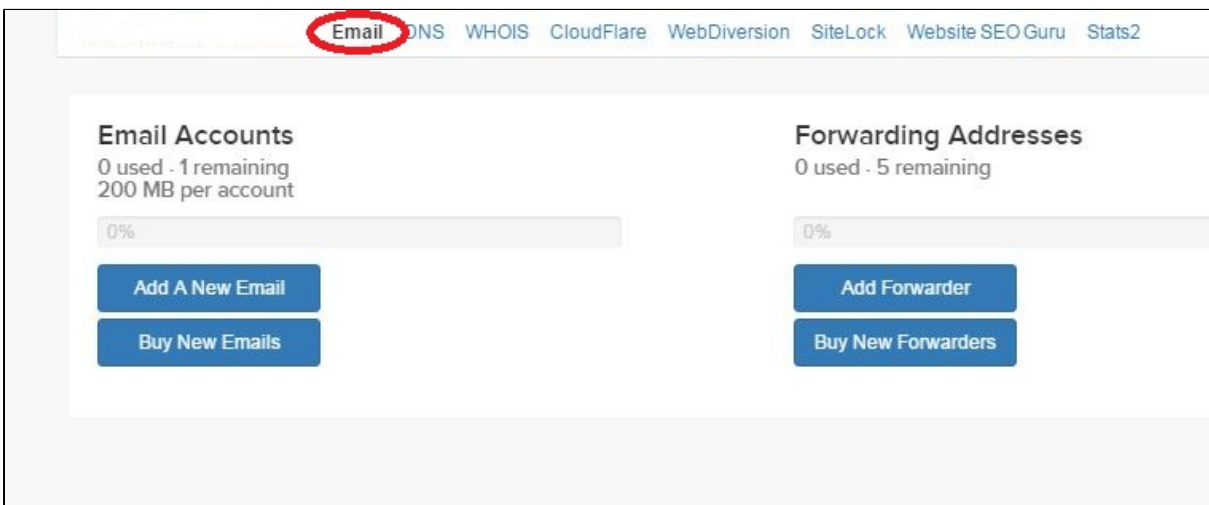 Email DNS WHOIS CloudFlare WebDiversion SiteLock Website SEO Guru Stats2
Email Accounts
0 used - 1 remaining
200 MB per account
0%
Add A New Email
Buy New Emails
Forwarding Addresses
0 used - 5 remaining
0%
Add Forwarder
Buy New Forwarders